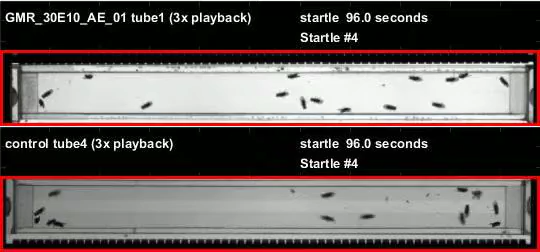 GMR_30E10_AE_01 tube1 (3x playback)
startle 96.0 seconds
Startle #4
control tube4 (3x playback)
startle 96.0 seconds
Startle #4